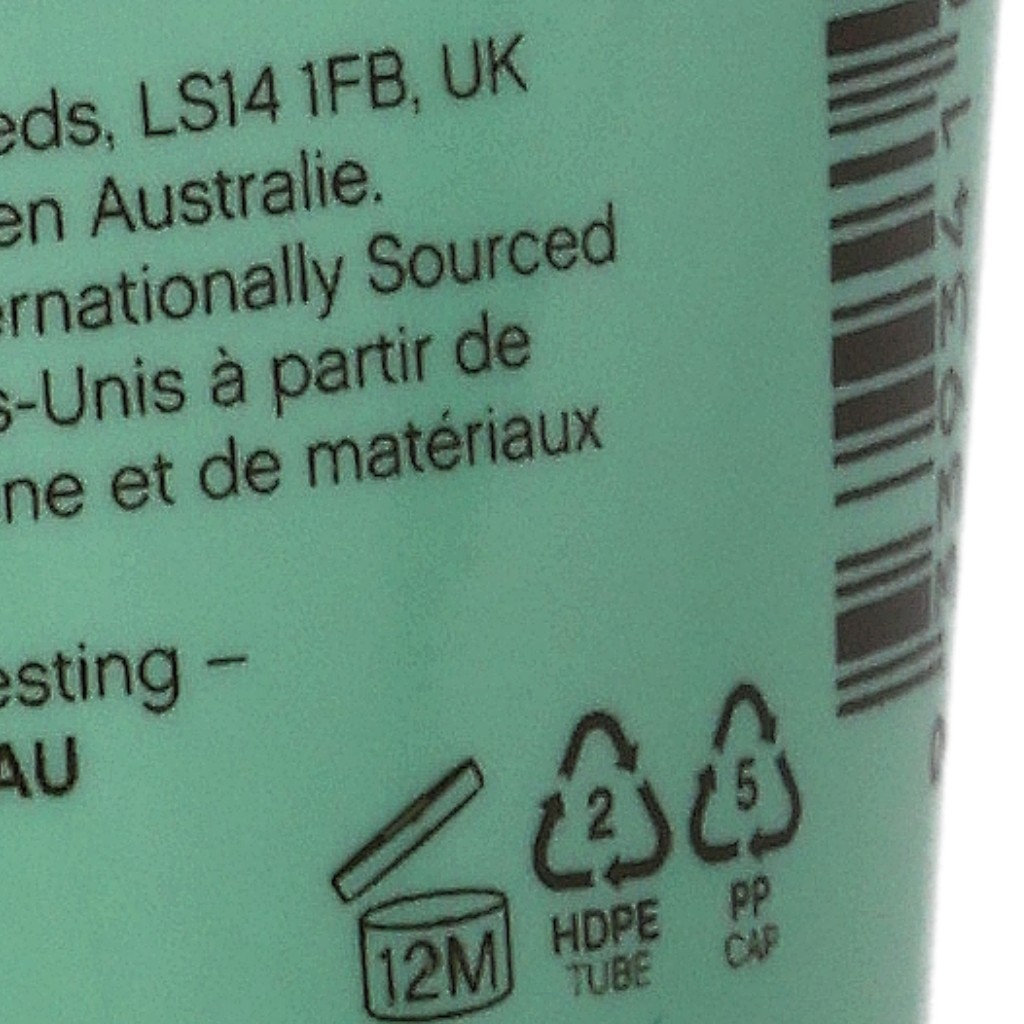 eds, LS14 1FB, UK
en Australie.
ernationally Sourced
s-Unis à partir de
ne et de matériaux
esting –
AU
12M
2
HDPE
TUBE
5
PP
CAP